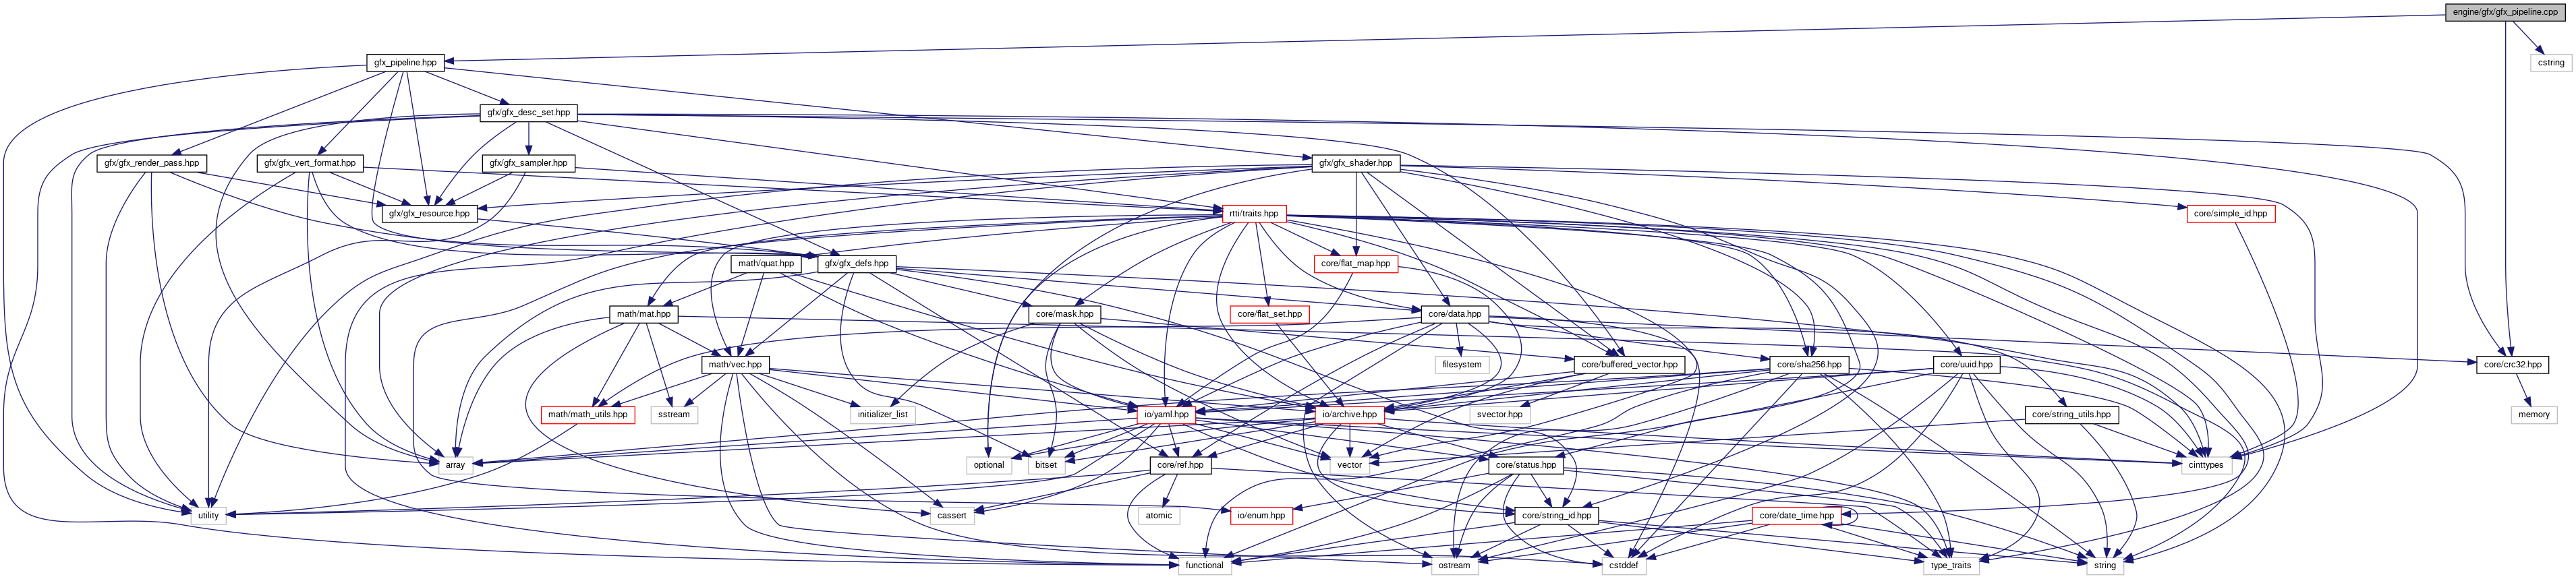 engine/gfx/gfx_pipeline.cpp
gfx_pipeline.hpp
cstring
gfx/gfx_desc_set.hpp
gfx/gfx_render_pass.hpp
gfx/gfx_vert_format.hpp
gfx/gfx_sampler.hpp
gfx/gfx_shader.hpp
gfx/gfx_resource.hpp
rtti/traits.hpp
core/simple_id.hpp
math/quat.hpp
gfx/gfx_defs.hpp
core/flat_map.hpp
math/mat.hpp
core/mask.hpp
core/flat_set.hpp
core/data.hpp
math/vec.hpp
filesystem
core/buffered_vector.hpp
core/sha256.hpp
core/uuid.hpp
core/crc32.hpp
math/math_utils.hpp
sstream
initializer_list
io/yaml.hpp
io/archive.hpp
svector.hpp
core/string_utils.hpp
memory
array
optional
bitset
core/ref.hpp
vector
core/status.hpp
cinttypes
utility
cassert
atomic
io/enum.hpp
core/string_id.hpp
core/date_time.hpp
functional
ostream
cstddef
type_traits
string